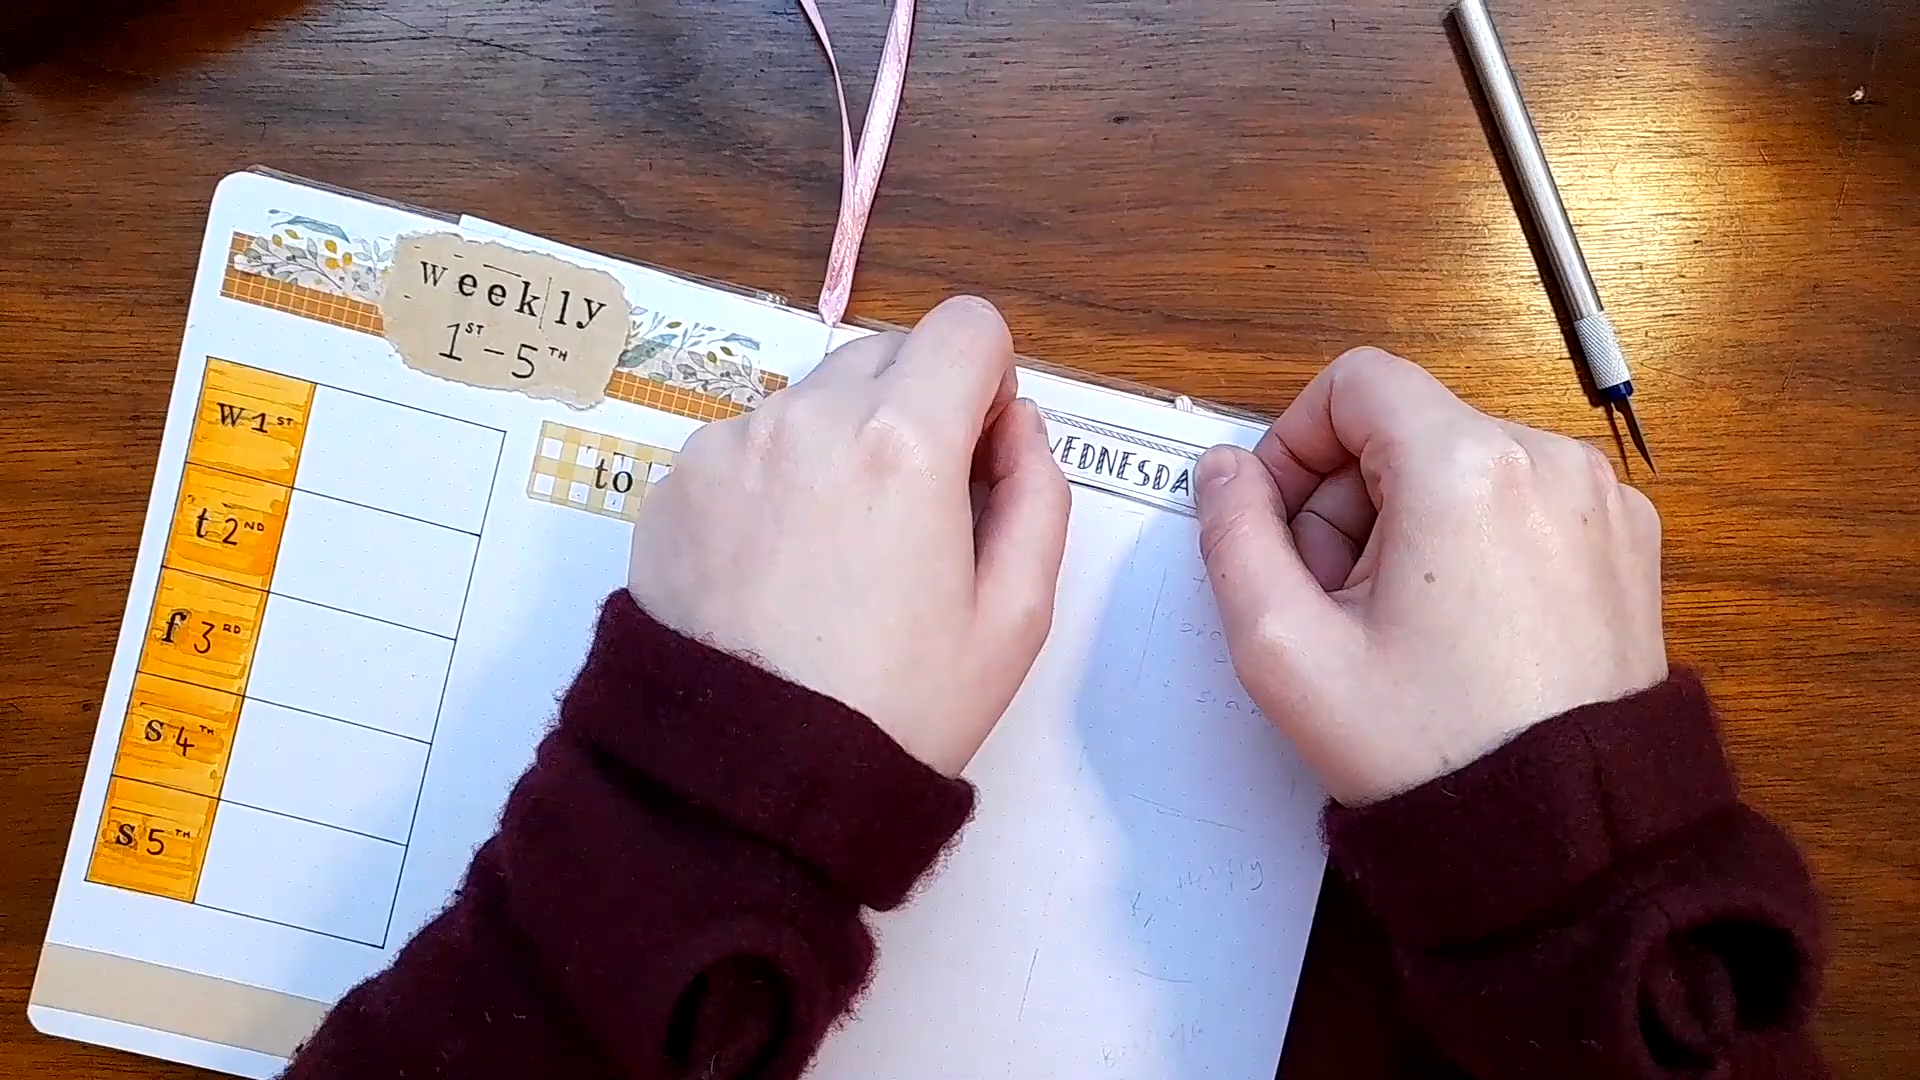 weekly
1ST-5TH
W 1ST
t 2ND
f 3RD
s 4TH
s 5TH
to
WEDNESDA